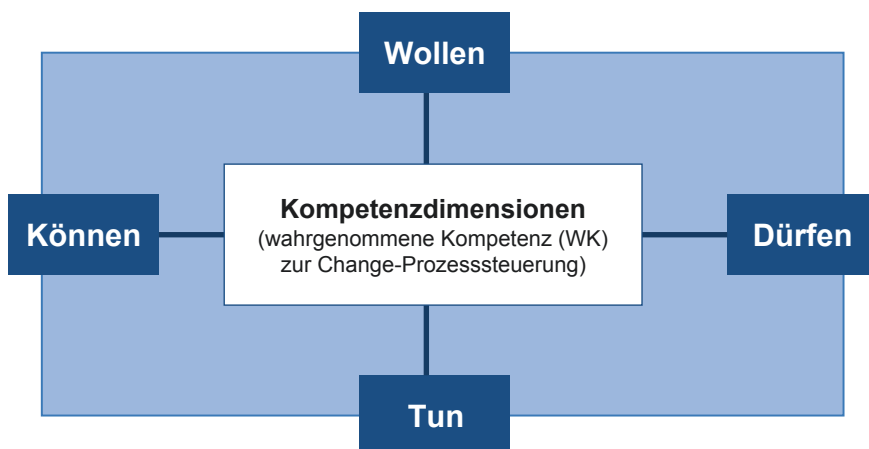 Wollen
Können
Kompetenzdimensionen
(wahrgenommene Kompetenz (WK)
zur Change-Prozesssteuerung)
Dürfen
Tun